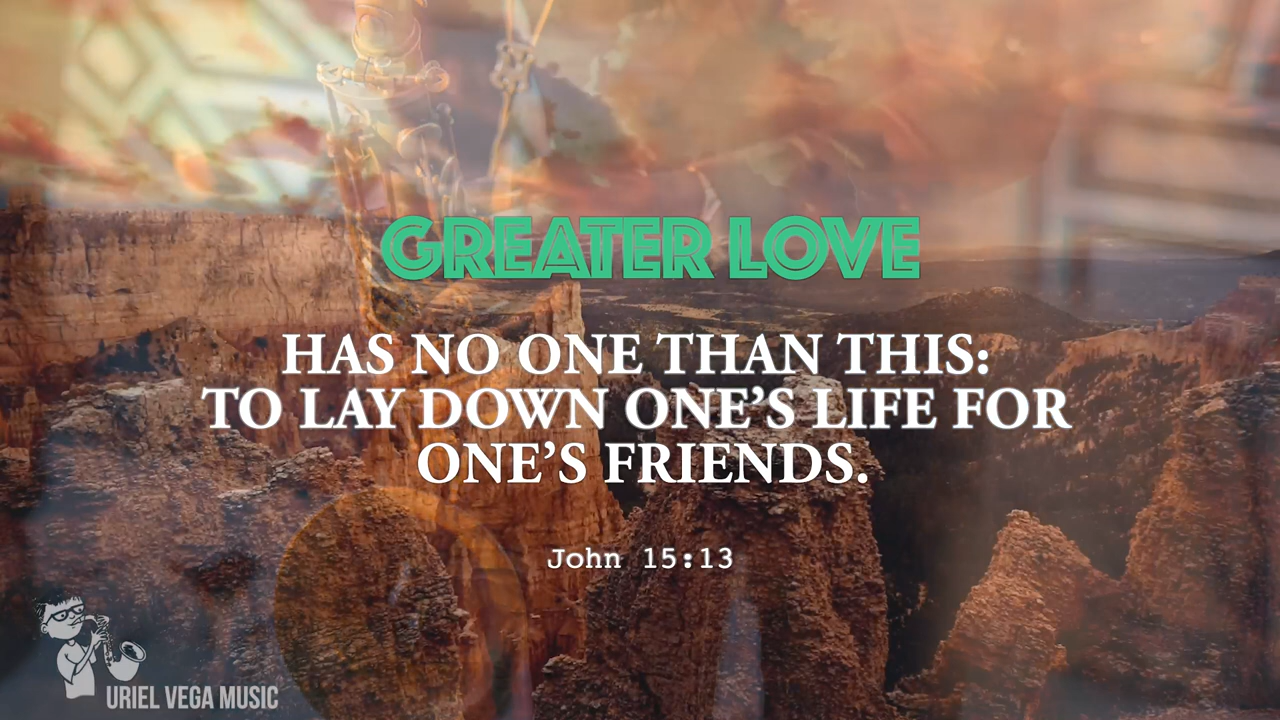 GREATER LOVE
HAS NO ONE THAN THIS:
TO LAY DOWN ONE’S LIFE FOR
ONE’S FRIENDS.
John 15:13
URIEL VEGA MUSIC